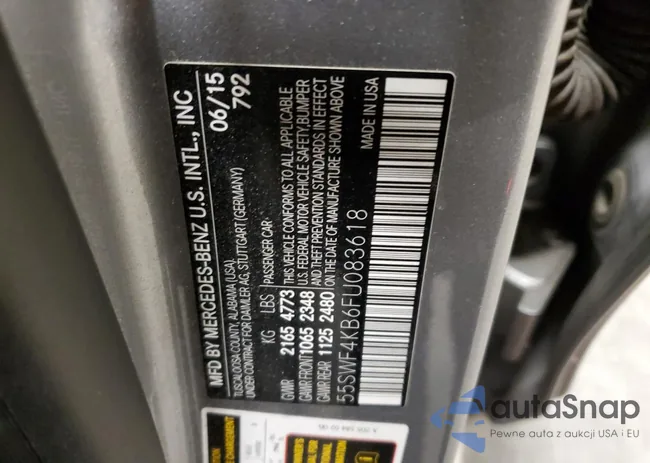 MFD BY MERCEDES-BENZ U.S. INTL., INC
TUSCALOOSA COUNTY, ALABAMA (USA),
UNDER CONTRACT FOR DAIMLER AG, STUTTGART (GERMANY)
06/15
792
KG LBS PASSENGER CAR
GVWR 2165 4773
GAWR FRONT 1065 2348
GAWR REAR 1125 2480
THIS VEHICLE CONFORMS TO ALL APPLICABLE
U.S. FEDERAL MOTOR VEHICLE SAFETY, BUMPER
AND THEFT PREVENTION STANDARDS IN EFFECT
ON THE DATE OF MANUFACTURE SHOWN ABOVE
55SWF4KB6FU083618
MADE IN USA
autaSnap
Pewne auta z aukcji USA i EU